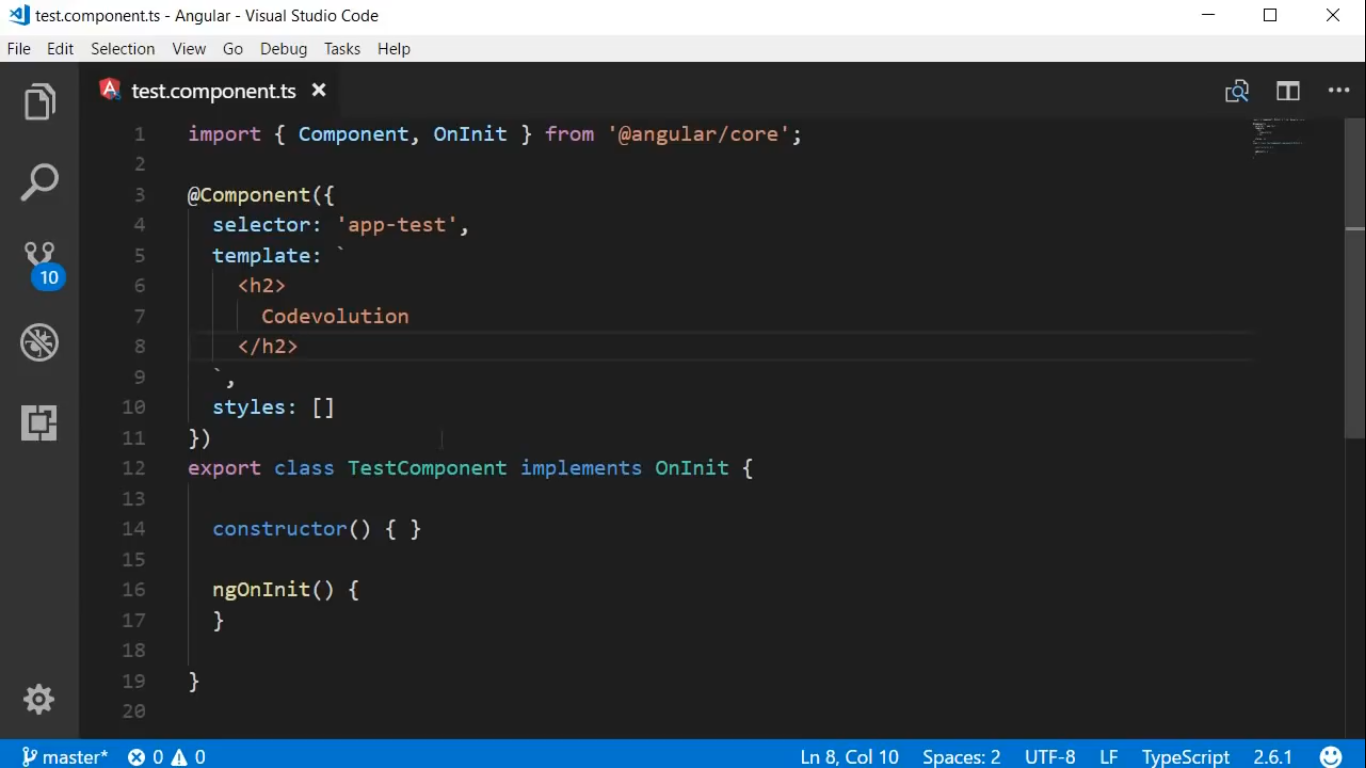 test.component.ts - Angular - Visual Studio Code
File Edit Selection View Go Debug Tasks Help
test.component.ts
1 import { Component, OnInit } from '@angular/core';
2
3 @Component({
4 selector: 'app-test',
5 template: `
6 <h2>
7 Codevolution
8 </h2>
9 `,
10 styles: []
11 })
12 export class TestComponent implements OnInit {
13
14 constructor() { }
15
16 ngOnInit() {
17 }
18
19 }
20
10
master* 0 0 Ln 8, Col 10 Spaces: 2 UTF-8 LF TypeScript 2.6.1